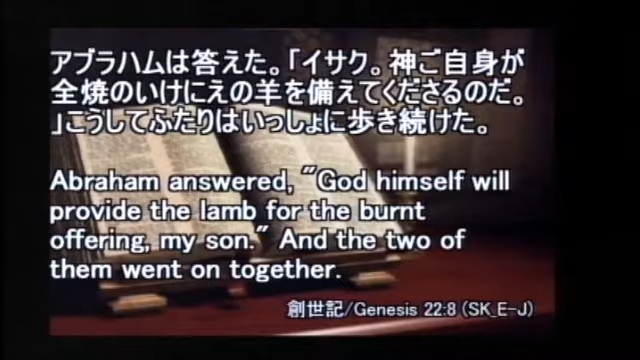 アブラハムは答えた。「イサク。神ご自身が
全焼のいけにえの羊を備えてくださるのだ。
」こうしてふたりはいっしょに歩き続けた。
Abraham answered, "God himself will
provide the lamb for the burnt
offering, my son." And the two of
them went on together.
創世記/Genesis 22:8 (SK_E-J)